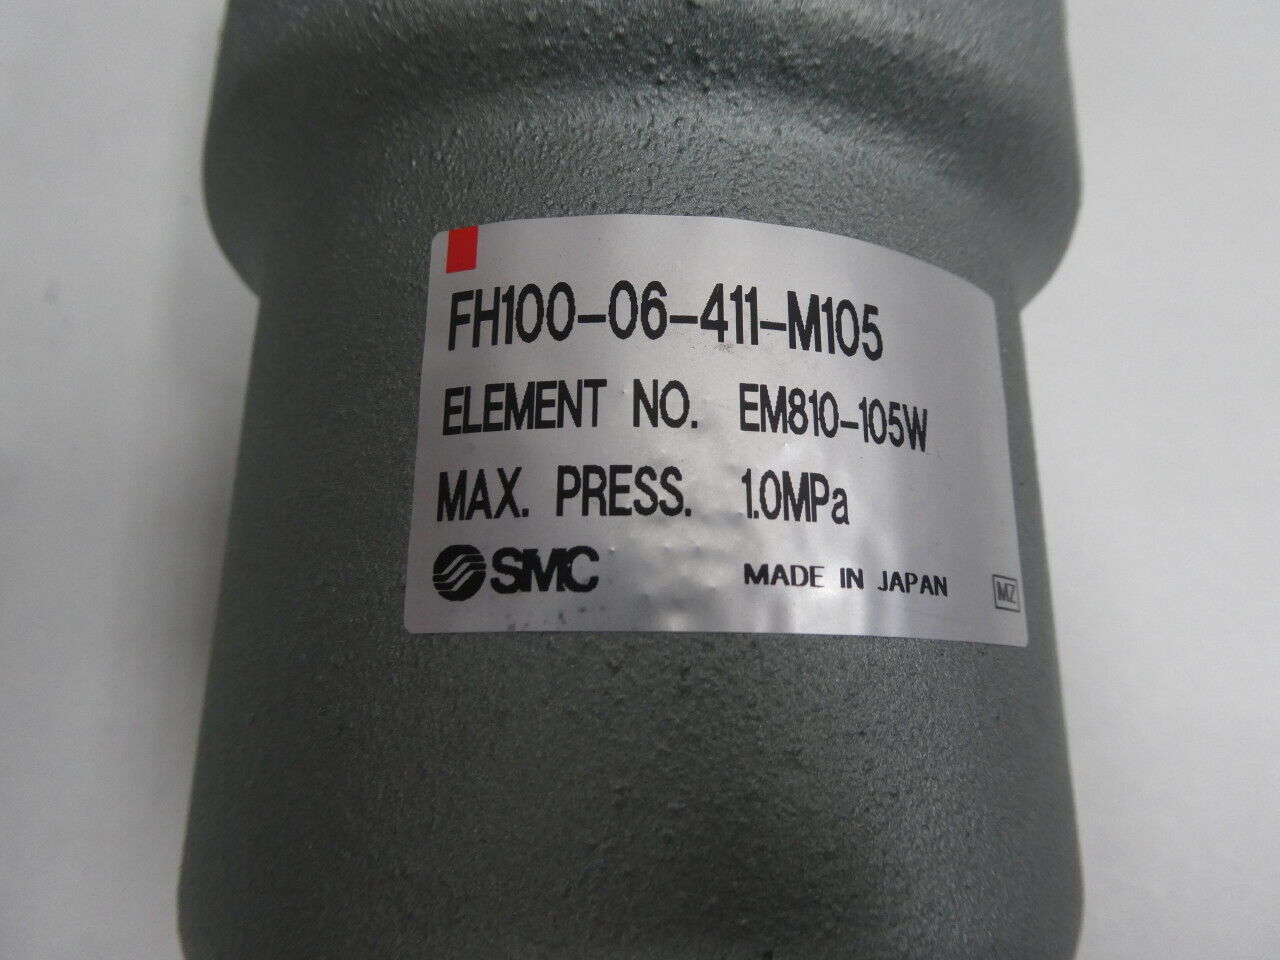 FH100-06-411-M105
ELEMENT NO. EM810-105W
MAX. PRESS. 1.0MPa
SMC MADE IN JAPAN MZ